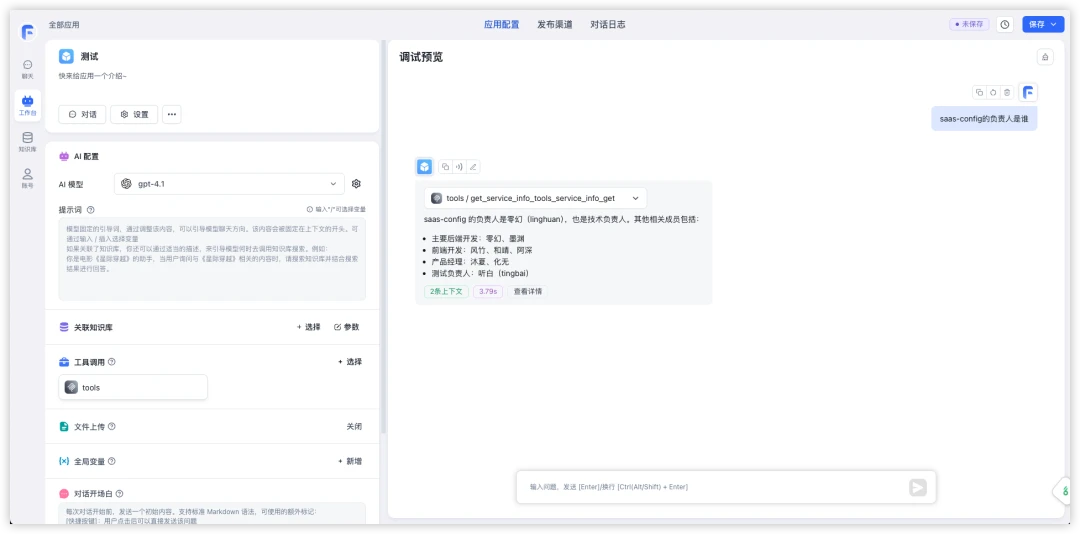 全部应用
应用配置
发布渠道
对话日志
未保存
保存
聊天
工作台
知识库
账号
测试
快来给应用一个介绍~
对话
设置
AI 配置
AI 模型
gpt-4.1
提示词
输入"/"可选择变量
模型固定的引导词，通过调整该内容，可以引导模型聊天方向。该内容会被固定在上下文的开头。可
通过输入 / 插入选择变量
如果关联了知识库，你还可以通过适当的描述，来引导模型何时去调用知识库搜索。例如：
你是电影《星际穿越》的助手，当用户询问与《星际穿越》相关的内容时，请搜索知识库并结合搜索
结果进行回答。
关联知识库
+ 选择
参数
工具调用
+ 选择
tools
文件上传
关闭
全局变量
+ 新增
对话开场白
每次对话开始前，发送一个初始内容。支持标准 Markdown 语法，可使用的额外标记：
[快捷按键]：用户点击后可以直接发送该问题
调试预览
saas-config的负责人是谁
tools / get_service_info_tools_service_info_get
saas-config 的负责人是零幻（linghuan），也是技术负责人。其他相关成员包括：
主要后端开发：零幻、墨渊
前端开发：风竹、和靖、阿深
产品经理：沐夏、化无
测试负责人：听白（tingbai）
2条上下文
3.79s
查看详情
输入问题，发送 [Enter]/换行 [Ctrl(Alt/Shift) + Enter]